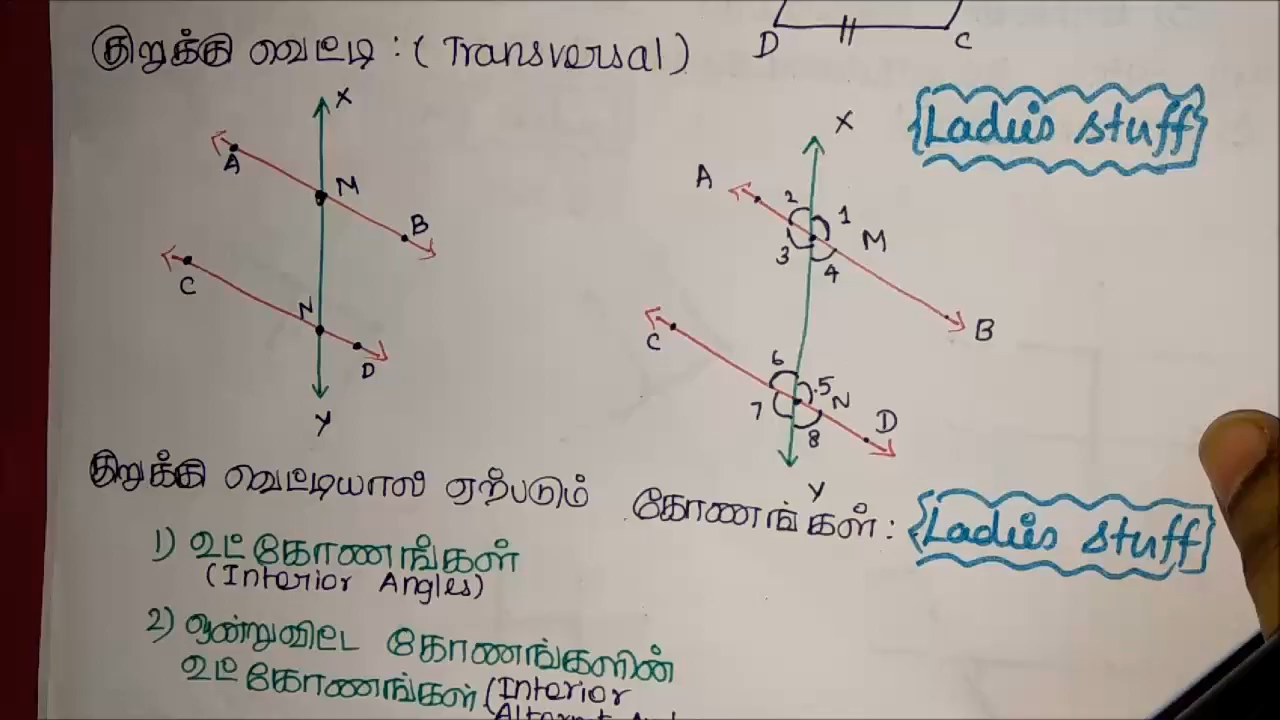 குறுக்கு வெட்டி : ( Transversal )
D C
Ladies stuff
X
A
M
B
C
N
D
Y
X
A
2 1
M
3 4
B
C
6
5 N
7
8
D
Y
குறுக்கு வெட்டியால் ஏற்படும் கோணங்கள் :
Ladies stuff
1) உட்கோணங்கள்
(Interior Angles)
2) ஒன்றுவிட்ட கோணங்களின்
உட்கோணங்கள் (Interior